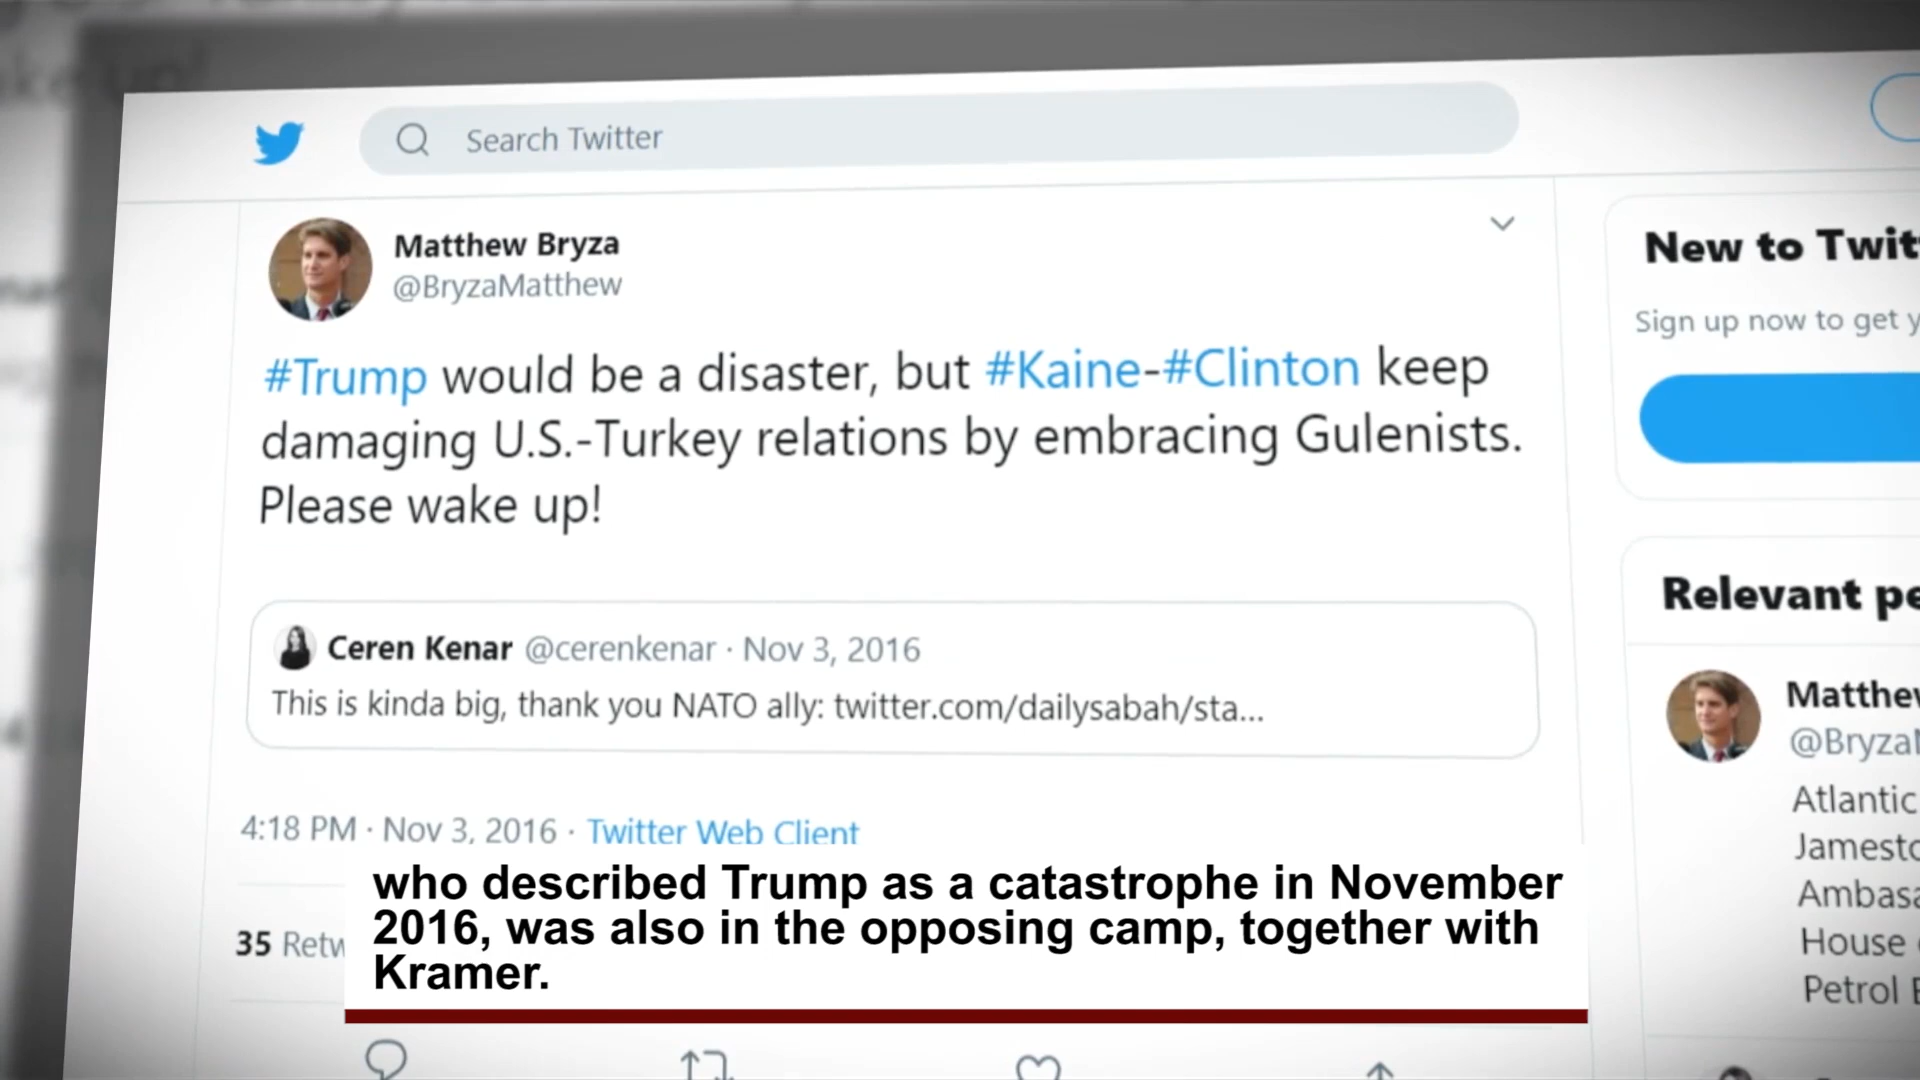 Search Twitter
Matthew Bryza
@BryzaMatthew
#Trump would be a disaster, but #Kaine-#Clinton keep
damaging U.S.-Turkey relations by embracing Gulenists.
Please wake up!
Ceren Kenar @cerenkenar · Nov 3, 2016
This is kinda big, thank you NATO ally: twitter.com/dailysabah/sta...
4:18 PM · Nov 3, 2016 · Twitter Web Client
35 Retw
who described Trump as a catastrophe in November
2016, was also in the opposing camp, together with
Kramer.
New to Twit
Sign up now to get y
Relevant pe
Matthew
@Bryza
Atlantic
Jamesto
Ambasa
House
Petrol